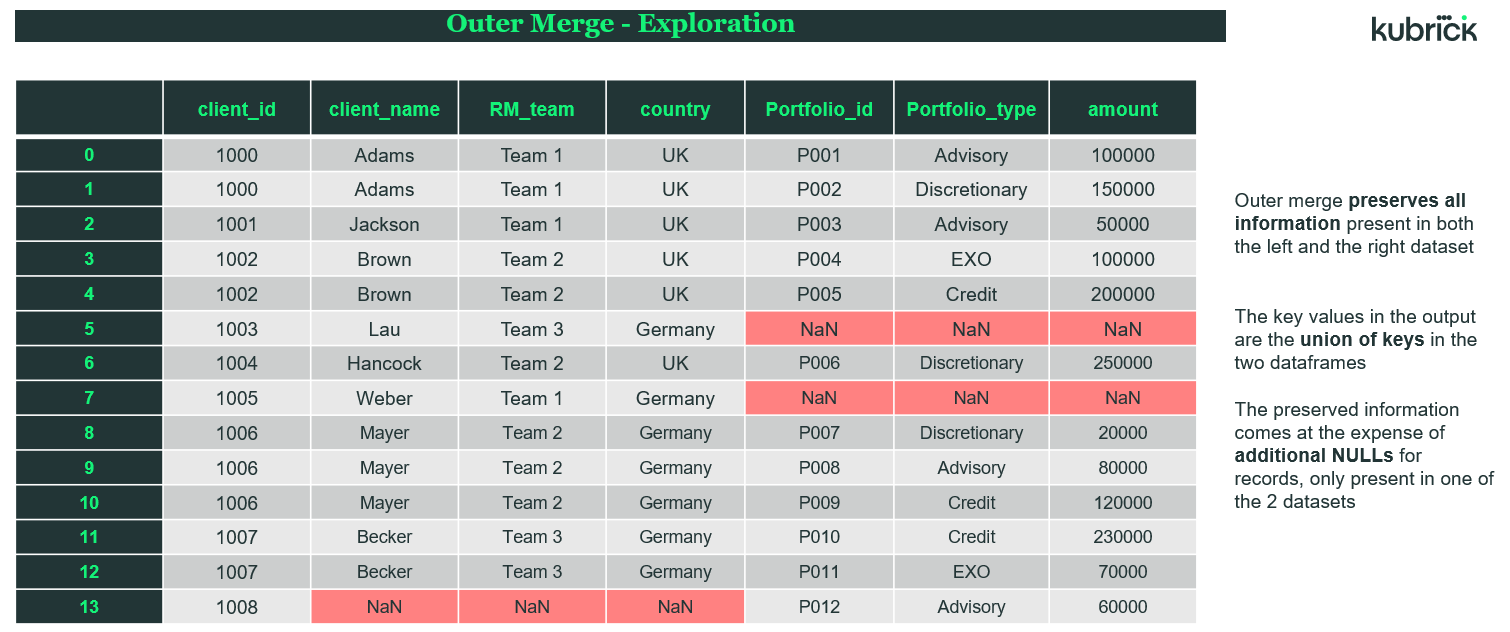 Outer Merge - Exploration
kubrick
client_id client_name RM_team country Portfolio_id Portfolio_type amount
0 1000 Adams Team 1 UK P001 Advisory 100000
1 1000 Adams Team 1 UK P002 Discretionary 150000
2 1001 Jackson Team 1 UK P003 Advisory 50000
3 1002 Brown Team 2 UK P004 EXO 100000
4 1002 Brown Team 2 UK P005 Credit 200000
5 1003 Lau Team 3 Germany NaN NaN NaN
6 1004 Hancock Team 2 UK P006 Discretionary 250000
7 1005 Weber Team 1 Germany NaN NaN NaN
8 1006 Mayer Team 2 Germany P007 Discretionary 20000
9 1006 Mayer Team 2 Germany P008 Advisory 80000
10 1006 Mayer Team 2 Germany P009 Credit 120000
11 1007 Becker Team 3 Germany P010 Credit 230000
12 1007 Becker Team 3 Germany P011 EXO 70000
13 1008 NaN NaN NaN P012 Advisory 60000
Outer merge preserves all
information present in both
the left and the right dataset
The key values in the output
are the union of keys in the
two dataframes
The preserved information
comes at the expense of
additional NULLs for
records, only present in one of
the 2 datasets